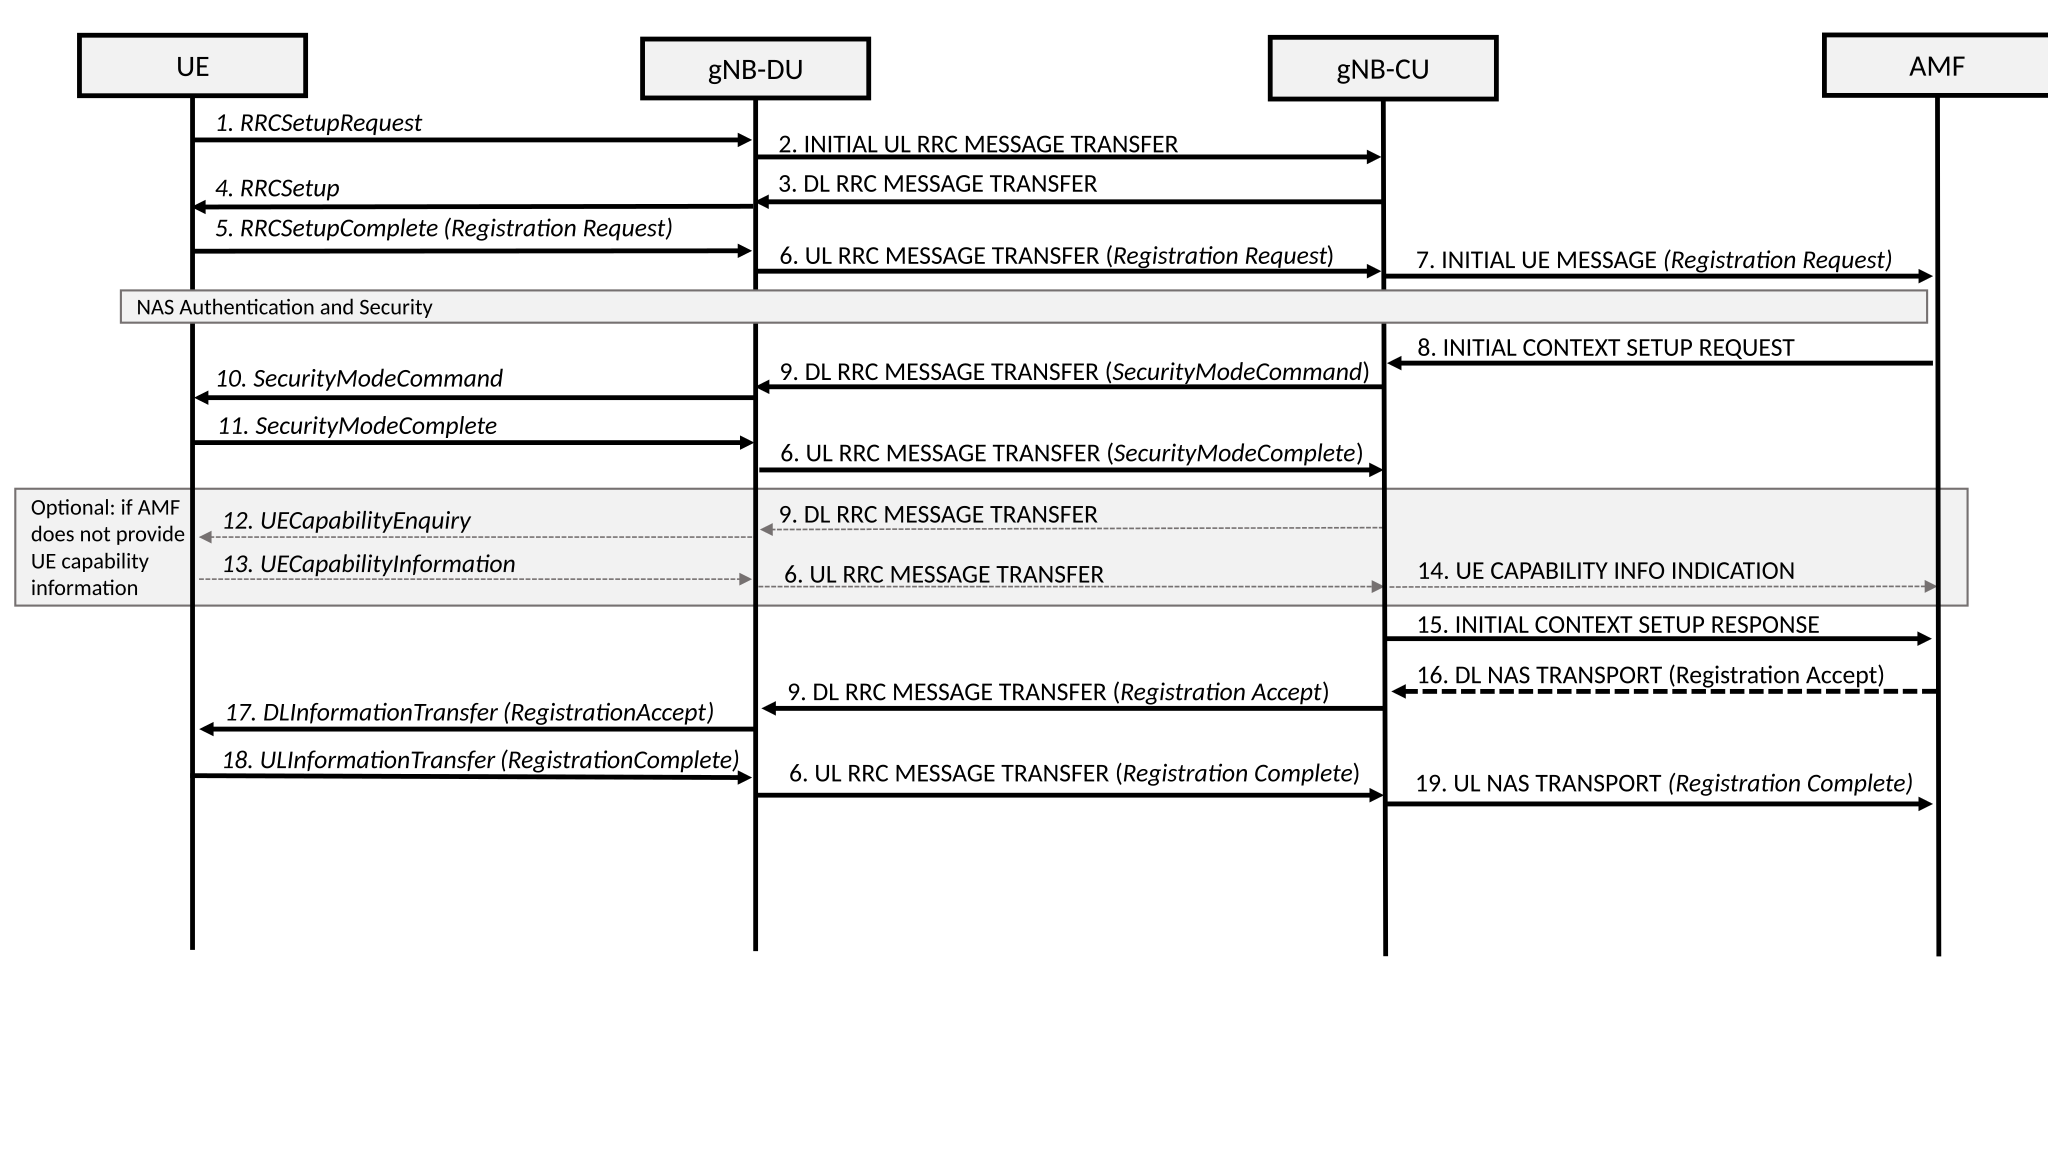 UE
gNB-DU
gNB-CU
AMF
1. RRCSetupRequest
2. INITIAL UL RRC MESSAGE TRANSFER
3. DL RRC MESSAGE TRANSFER
4. RRCSetup
5. RRCSetupComplete (Registration Request)
6. UL RRC MESSAGE TRANSFER (Registration Request)
7. INITIAL UE MESSAGE (Registration Request)
NAS Authentication and Security
8. INITIAL CONTEXT SETUP REQUEST
9. DL RRC MESSAGE TRANSFER (SecurityModeCommand)
10. SecurityModeCommand
11. SecurityModeComplete
6. UL RRC MESSAGE TRANSFER (SecurityModeComplete)
Optional: if AMF
does not provide
UE capability
information
9. DL RRC MESSAGE TRANSFER
12. UECapabilityEnquiry
13. UECapabilityInformation
6. UL RRC MESSAGE TRANSFER
14. UE CAPABILITY INFO INDICATION
15. INITIAL CONTEXT SETUP RESPONSE
16. DL NAS TRANSPORT (Registration Accept)
9. DL RRC MESSAGE TRANSFER (Registration Accept)
17. DLInformationTransfer (RegistrationAccept)
18. ULInformationTransfer (RegistrationComplete)
6. UL RRC MESSAGE TRANSFER (Registration Complete)
19. UL NAS TRANSPORT (Registration Complete)